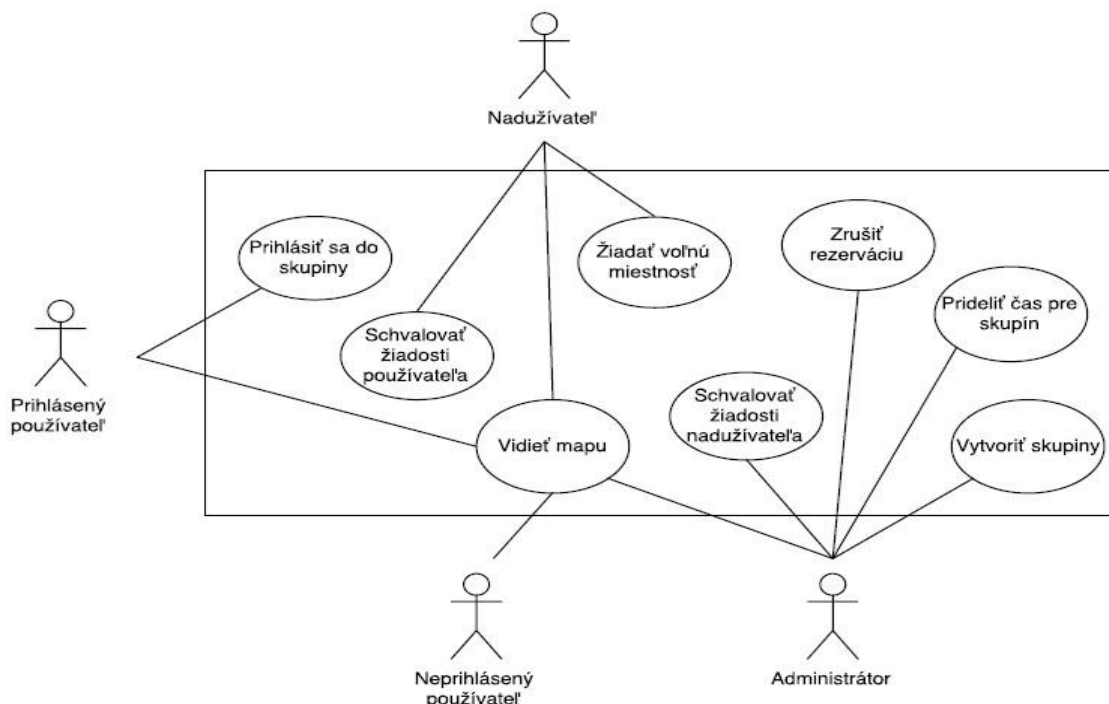 Nadužívateľ
Prihlásiť sa do
skupiny
Žiadať voľnú
miestnosť
Zrušiť
rezerváciu
Prideliť čas pre
skupín
Schvalovať
žiadosti
používateľa
Schvalovať
žiadosti
nadužívateľa
Vidieť mapu
Vytvoriť skupiny
Prihlásený
používateľ
Neprihlásený
používateľ
Administrátor